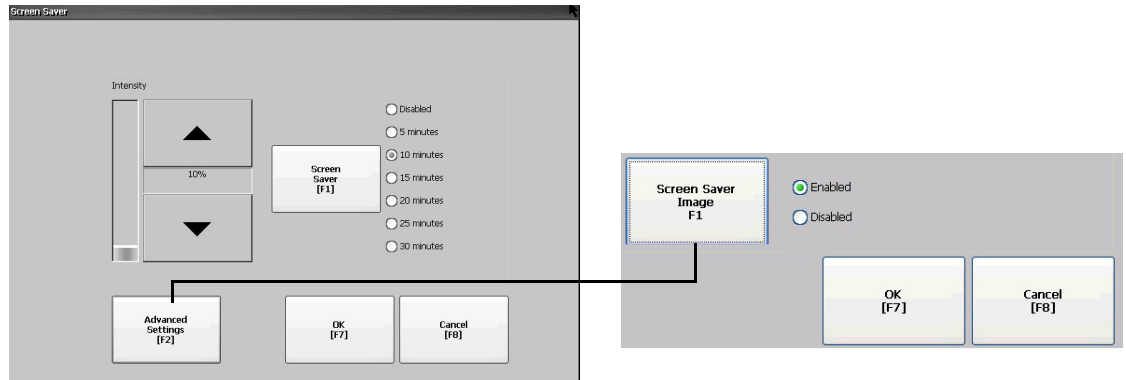 Screen Saver
Intensity
10%
Screen
Saver
[F1]
Disabled
5 minutes
10 minutes
15 minutes
20 minutes
25 minutes
30 minutes
Advanced
Settings
[F2]
OK
[F7]
Cancel
[F8]
Screen Saver
Image
F1
Enabled
Disabled
OK
[F7]
Cancel
[F8]